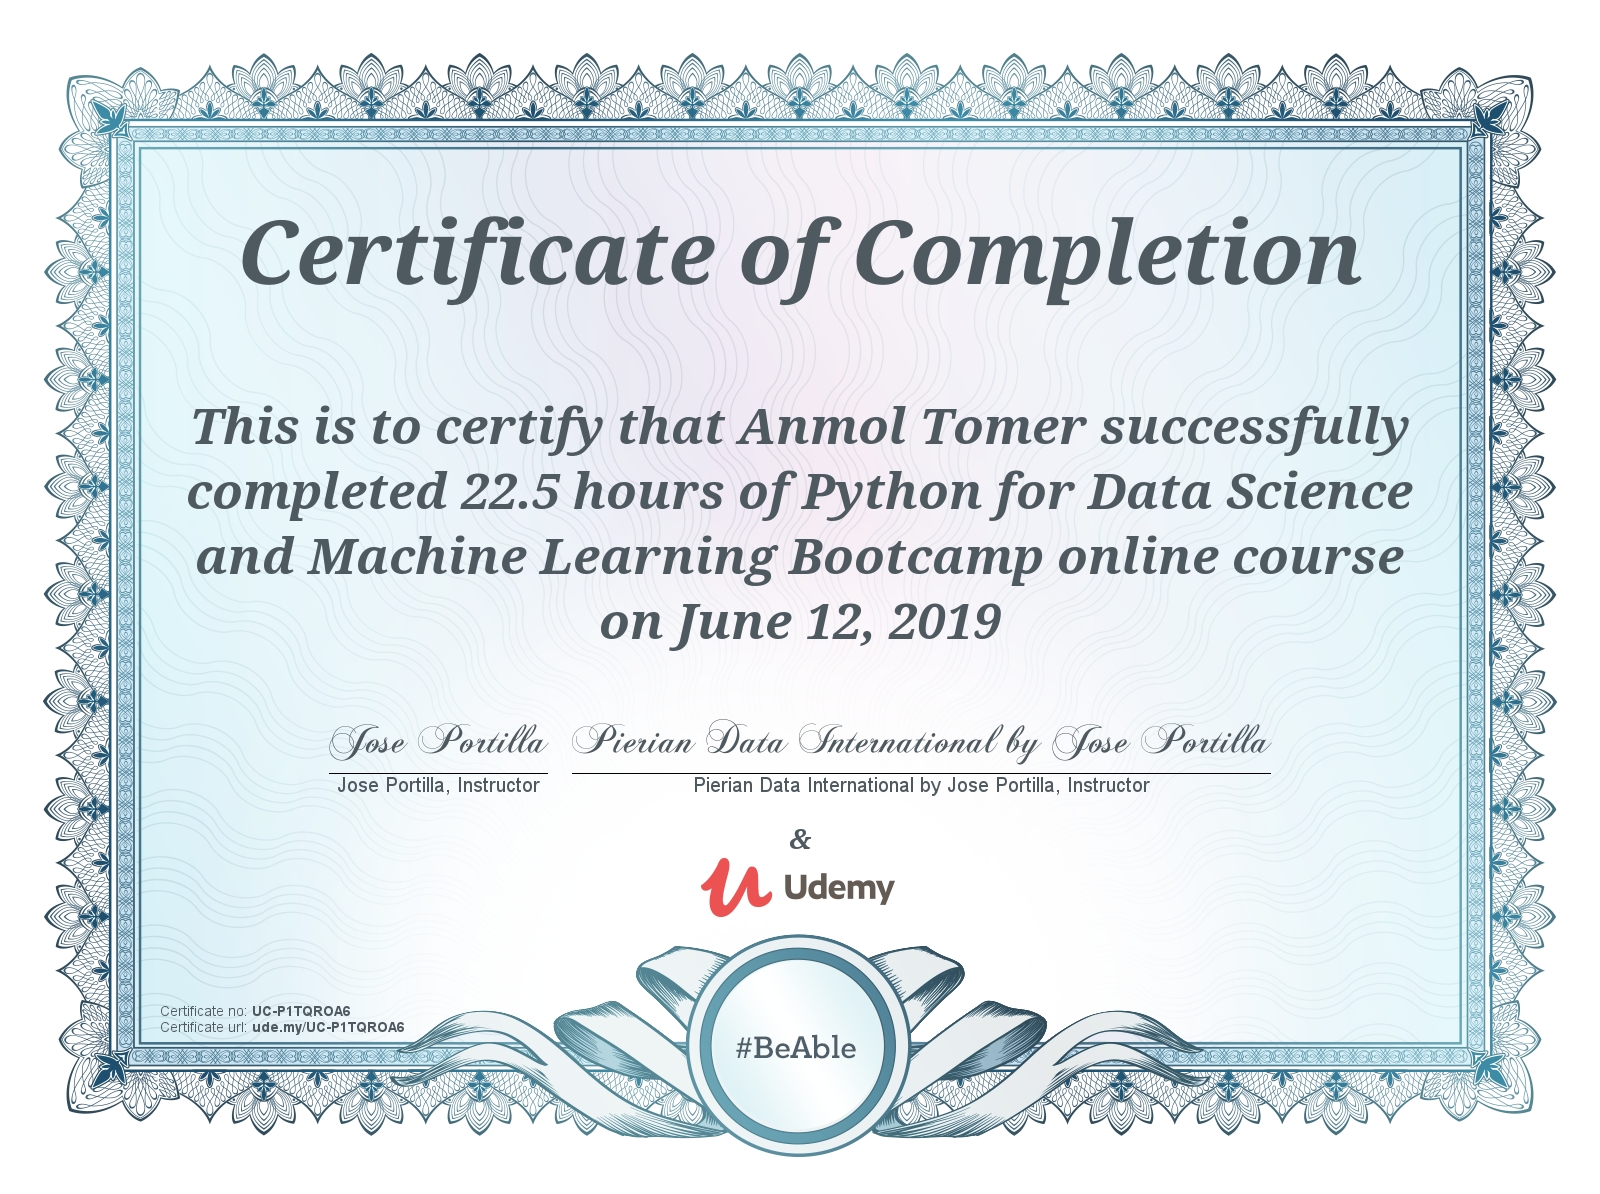 Certificate of Completion
This is to certify that Anmol Tomer successfully
completed 22.5 hours of Python for Data Science
and Machine Learning Bootcamp online course
on June 12, 2019
Jose Portilla Pierian Data International by Jose Portilla
Jose Portilla, Instructor Pierian Data International by Jose Portilla, Instructor
&
Udemy
Certificate no: UC-P1TQROA6
Certificate url: ude.my/UC-P1TQROA6
#BeAble